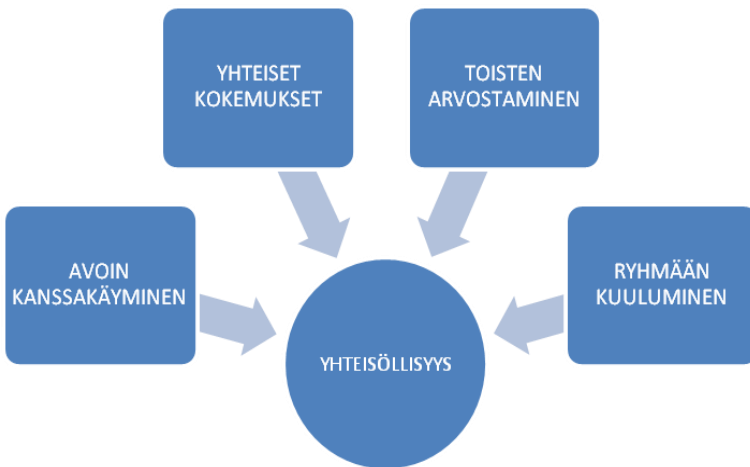 YHTEISET
KOKEMUKSET
TOISTEN
ARVOSTAMINEN
AVOIN
KANSSAKÄYMINEN
RYHMÄÄN
KUULUMINEN
YHTEISÖLLISYYS